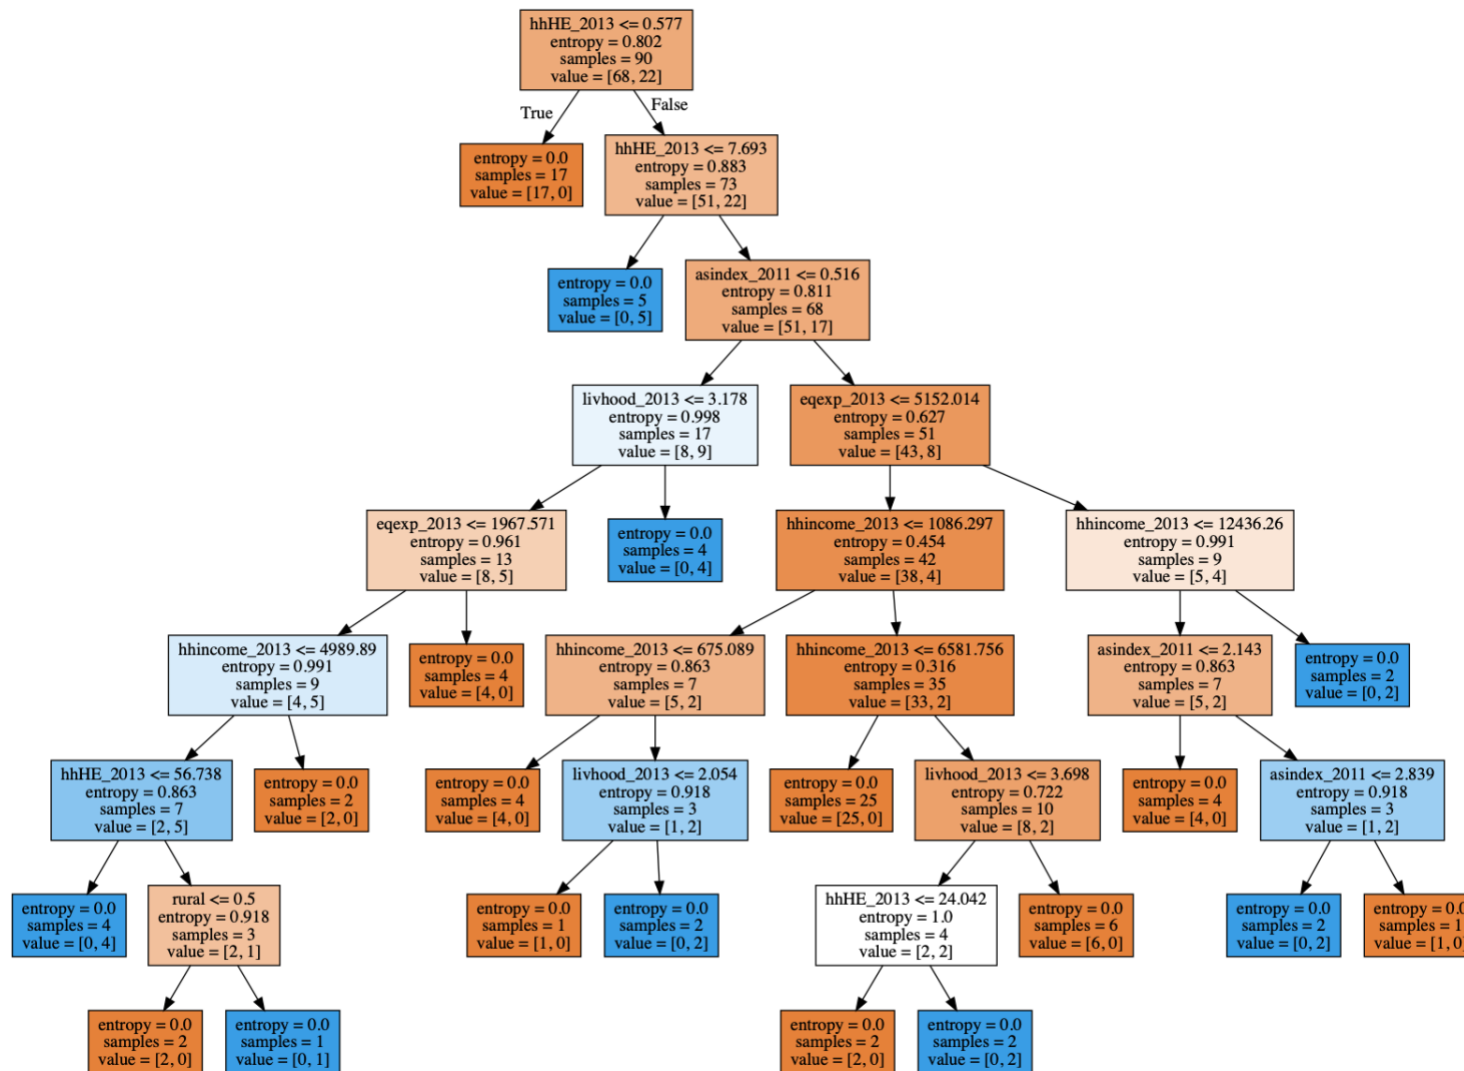 hhHE_2013 <= 0.577
entropy = 0.802
samples = 90
value = [68, 22]
True
False
entropy = 0.0
samples = 17
value = [17, 0]
hhHE_2013 <= 7.693
entropy = 0.883
samples = 73
value = [51, 22]
entropy = 0.0
samples = 5
value = [0, 5]
asindex_2011 <= 0.516
entropy = 0.811
samples = 68
value = [51, 17]
livhood_2013 <= 3.178
entropy = 0.998
samples = 17
value = [8, 9]
eqexp_2013 <= 5152.014
entropy = 0.627
samples = 51
value = [43, 8]
eqexp_2013 <= 1967.571
entropy = 0.961
samples = 13
value = [8, 5]
entropy = 0.0
samples = 4
value = [0, 4]
hhincome_2013 <= 1086.297
entropy = 0.454
samples = 42
value = [38, 4]
hhincome_2013 <= 12436.26
entropy = 0.991
samples = 9
value = [5, 4]
hhincome_2013 <= 4989.89
entropy = 0.991
samples = 9
value = [4, 5]
entropy = 0.0
samples = 4
value = [4, 0]
hhincome_2013 <= 675.089
entropy = 0.863
samples = 7
value = [5, 2]
hhincome_2013 <= 6581.756
entropy = 0.316
samples = 35
value = [33, 2]
asindex_2011 <= 2.143
entropy = 0.863
samples = 7
value = [5, 2]
entropy = 0.0
samples = 2
value = [0, 2]
hhHE_2013 <= 56.738
entropy = 0.863
samples = 7
value = [2, 5]
entropy = 0.0
samples = 2
value = [2, 0]
entropy = 0.0
samples = 4
value = [4, 0]
livhood_2013 <= 2.054
entropy = 0.918
samples = 3
value = [1, 2]
entropy = 0.0
samples = 25
value = [25, 0]
livhood_2013 <= 3.698
entropy = 0.722
samples = 10
value = [8, 2]
entropy = 0.0
samples = 4
value = [4, 0]
asindex_2011 <= 2.839
entropy = 0.918
samples = 3
value = [1, 2]
entropy = 0.0
samples = 4
value = [0, 4]
rural <= 0.5
entropy = 0.918
samples = 3
value = [2, 1]
entropy = 0.0
samples = 1
value = [1, 0]
entropy = 0.0
samples = 2
value = [0, 2]
hhHE_2013 <= 24.042
entropy = 1.0
samples = 4
value = [2, 2]
entropy = 0.0
samples = 6
value = [6, 0]
entropy = 0.0
samples = 2
value = [0, 2]
entropy = 0.0
samples = 1
value = [1, 0]
entropy = 0.0
samples = 2
value = [2, 0]
entropy = 0.0
samples = 1
value = [0, 1]
entropy = 0.0
samples = 2
value = [2, 0]
entropy = 0.0
samples = 2
value = [0, 2]